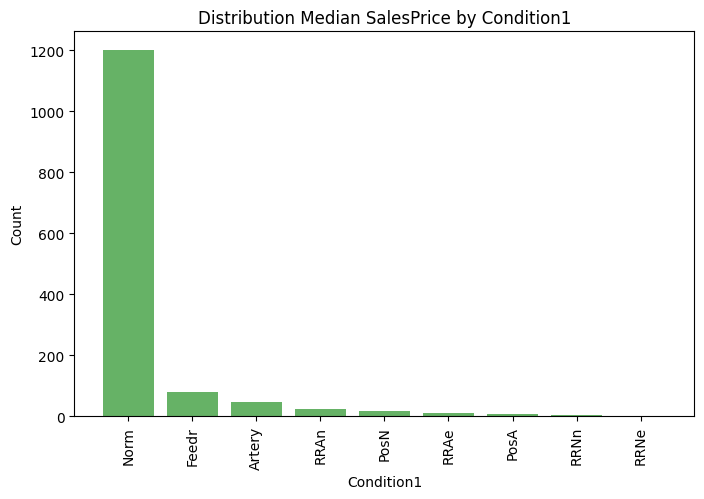 Distribution Median SalesPrice by Condition1
1200
1000
800
600
400
200
0
Count
Norm
Feedr
Artery
RRAn
PosN
RRAe
PosA
RRNn
RRNe
Condition1